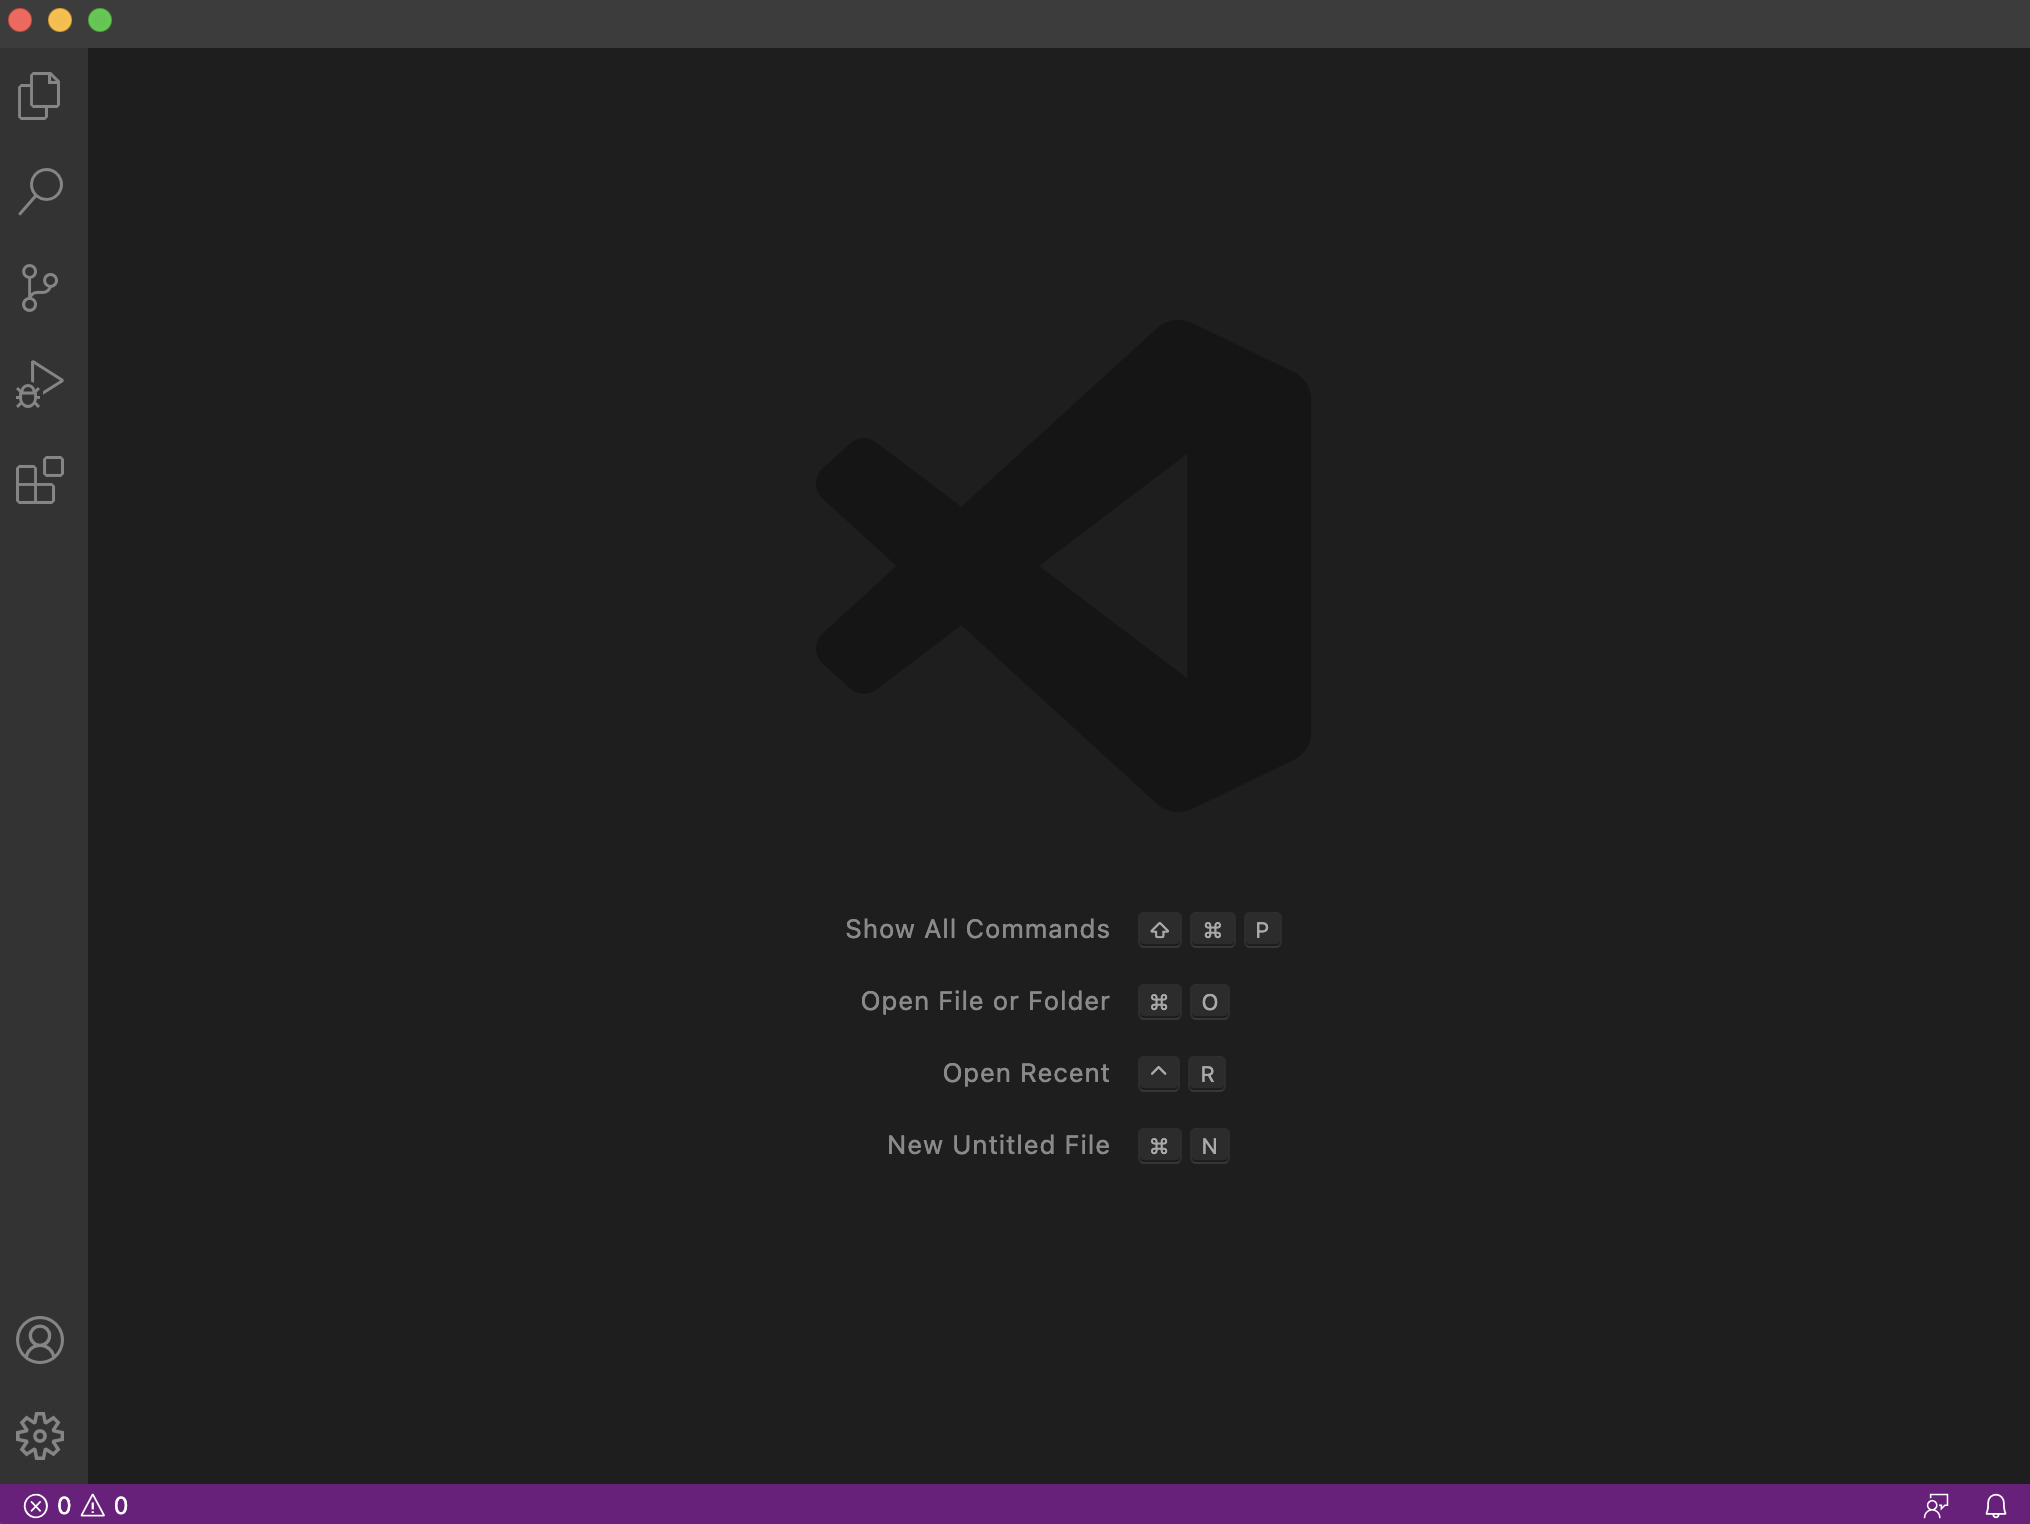 Show All Commands ⇧ ⌘ P
Open File or Folder ⌘ O
Open Recent ^ R
New Untitled File ⌘ N
0 0